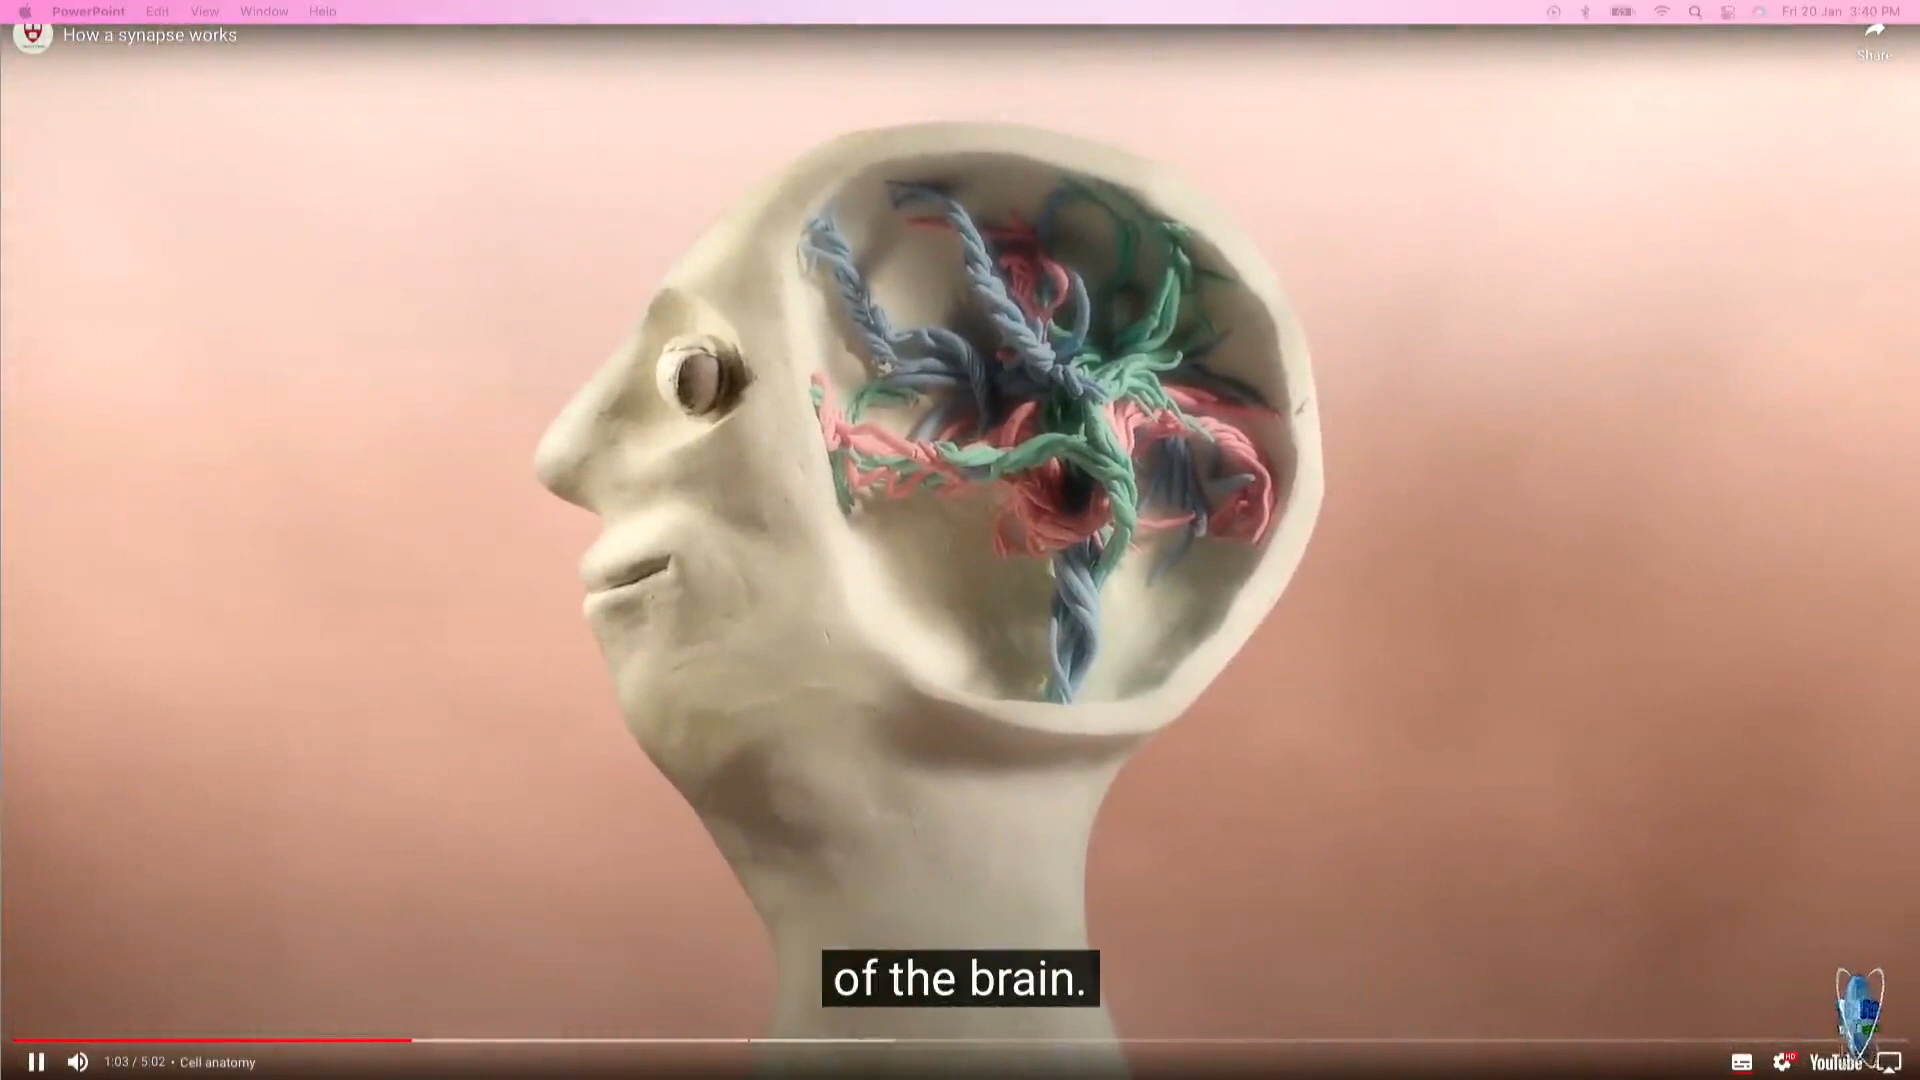 PowerPoint Edit View Window Help Fri 20 Jan 3:40 PM
How a synapse works
Share
of the brain.
1:03 / 5:02 • Cell anatomy
HD
YouTube